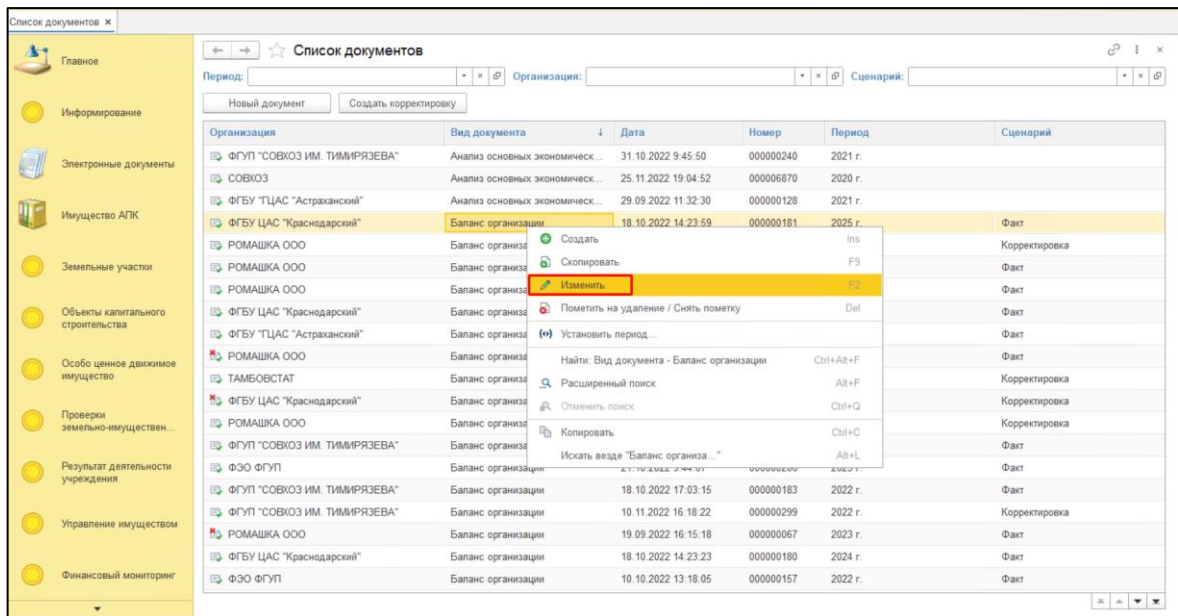 Список документов ×
Главное
Информирование
Электронные документы
Имущество АПК
Земельные участки
Объекты капитального
строительства
Особо ценное движимое
имущество
Проверки
земельно-имуществен...
Результат деятельности
учреждения
Управление имуществом
Финансовый мониторинг
Список документов
Период: Организация: Сценарий:
Новый документ Создать корректировку
Организация Вид документа ↓ Дата Номер Период Сценарий
ФГУП "СОВХОЗ ИМ. ТИМИРЯЗЕВА" Анализ основных экономическ... 31.10.2022 9:45:50 000000240 2021 г.
СОВХОЗ Анализ основных экономическ... 25.11.2022 19:04:52 000006870 2020 г.
ФГБУ "ГЦАС "Астраханский" Анализ основных экономическ... 29.09.2022 11:32:30 000000128 2021 г.
ФГБУ ЦАС "Краснодарский" Баланс организации 18.10.2022 14:23:59 000000181 2025 г. Факт
РОМАШКА ООО Баланс организа Корректировка
РОМАШКА ООО Баланс организа Факт
РОМАШКА ООО Баланс организа Факт
ФГБУ ЦАС "Краснодарский" Баланс организа Факт
ФГБУ "ГЦАС "Астраханский" Баланс организа Факт
РОМАШКА ООО Баланс организа Факт
ТАМБОВСТАТ Баланс организа Корректировка
ФГБУ ЦАС "Краснодарский" Баланс организа Корректировка
РОМАШКА ООО Баланс организа Корректировка
ФГУП "СОВХОЗ ИМ. ТИМИРЯЗЕВА" Баланс организа Факт
ФЭО ФГУП Баланс организации Факт
ФГУП "СОВХОЗ ИМ. ТИМИРЯЗЕВА" Баланс организации 18.10.2022 17:03:15 000000183 2022 г. Факт
ФГУП "СОВХОЗ ИМ. ТИМИРЯЗЕВА" Баланс организации 10.11.2022 16:18:22 000000299 2022 г. Корректировка
РОМАШКА ООО Баланс организации 19.09.2022 16:15:18 000000067 2023 г. Факт
ФГБУ ЦАС "Краснодарский" Баланс организации 18.10.2022 14:23:23 000000180 2024 г. Факт
ФЭО ФГУП Баланс организации 10.10.2022 13:18:05 000000157 2022 г. Факт
Создать Ins
Скопировать F9
Изменить F2
Пометить на удаление / Снять пометку Del
Установить период...
Найти: Вид документа - Баланс организации Ctrl+Alt+F
Расширенный поиск Alt+F
Отменить поиск Ctrl+Q
Копировать Ctrl+C
Искать везде "Баланс организа..." Alt+L